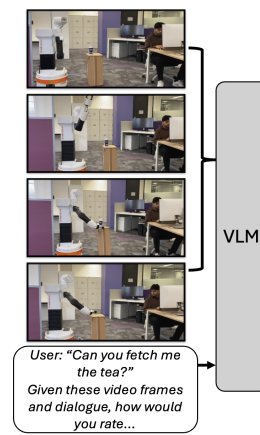 VLM
User: “Can you fetch me
the tea?”
Given these video frames
and dialogue, how would
you rate...